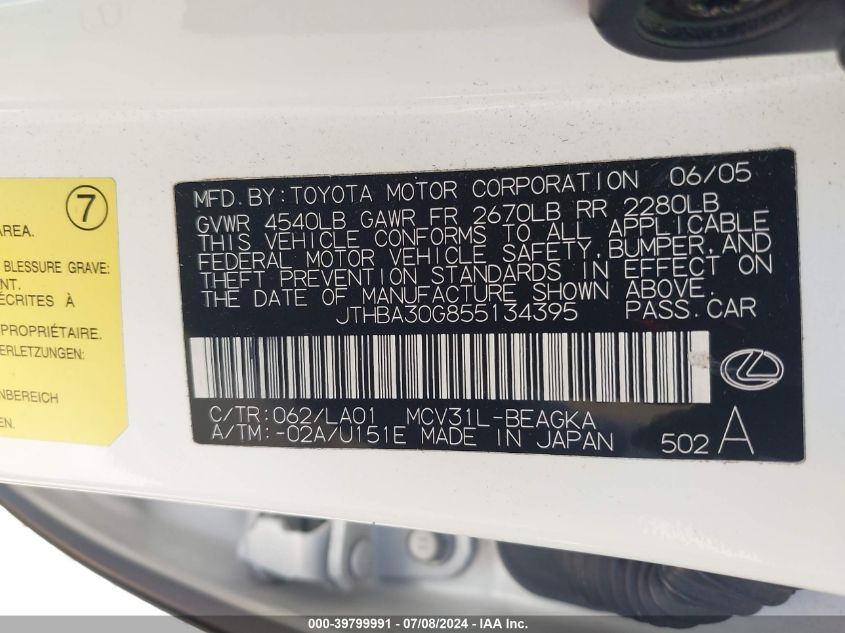 7
AREA.
BLESSURE GRAVE:
NT.
ÉCRITES À
PROPRIÉTAIRE.
ERLETZUNGEN:
NBEREICH
MFD. BY: TOYOTA MOTOR CORPORATION 06/05
GVWR 4540LB GAWR FR 2670LB RR 2280LB
THIS VEHICLE CONFORMS TO ALL APPLICABLE
FEDERAL MOTOR VEHICLE SAFETY, BUMPER, AND
THEFT PREVENTION STANDARDS IN EFFECT ON
THE DATE OF MANUFACTURE SHOWN ABOVE.
JTHBA30G855134395 PASS. CAR
C/TR: 062/LA01 MCV31L-BEAGKA
A/TM: -02A/U151E MADE IN JAPAN 502 A
000-39799991 - 07/08/2024 - IAA Inc.